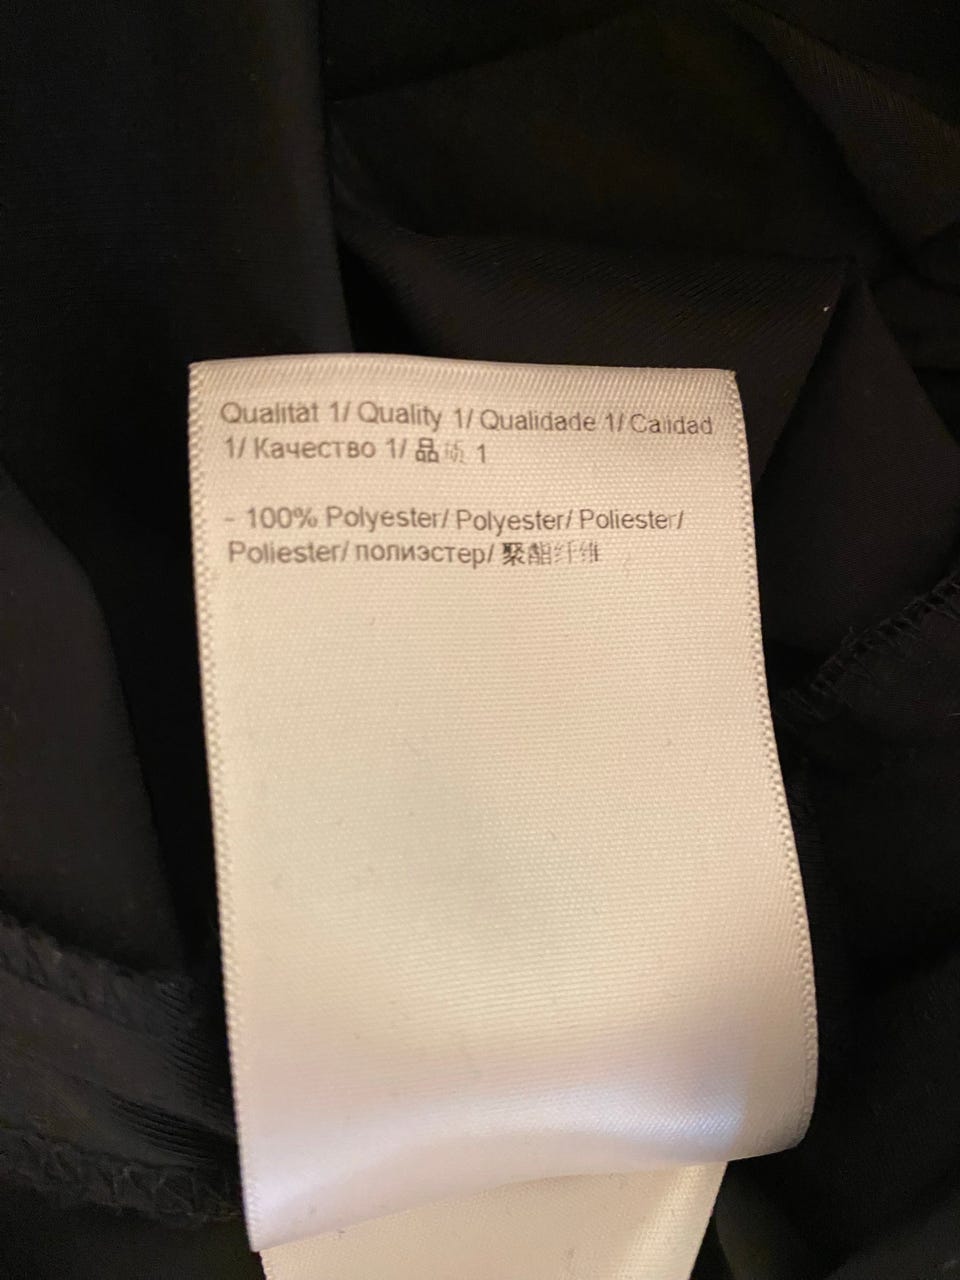 Qualität 1/ Quality 1/ Qualidade 1/ Calidad
1/ Качество 1/ 品质 1
- 100% Polyester/ Polyester/ Poliester/
Poliester/ полиэстер/ 聚酯纤维